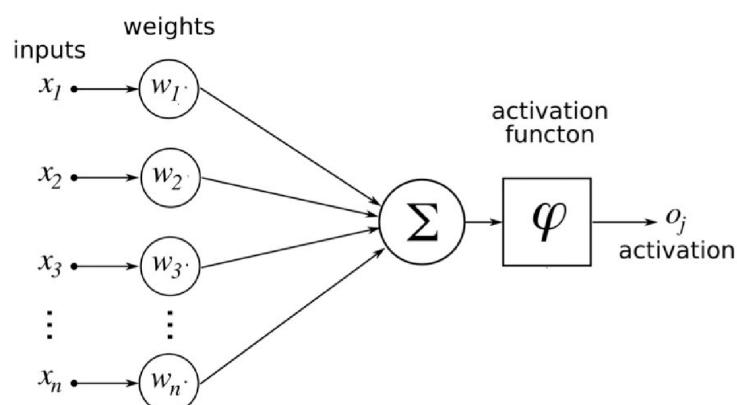 weights
inputs
x1 w1
activation
functon
x2 w2
Σ φ oj
activation
x3 w3
⋮ ⋮
xn wn